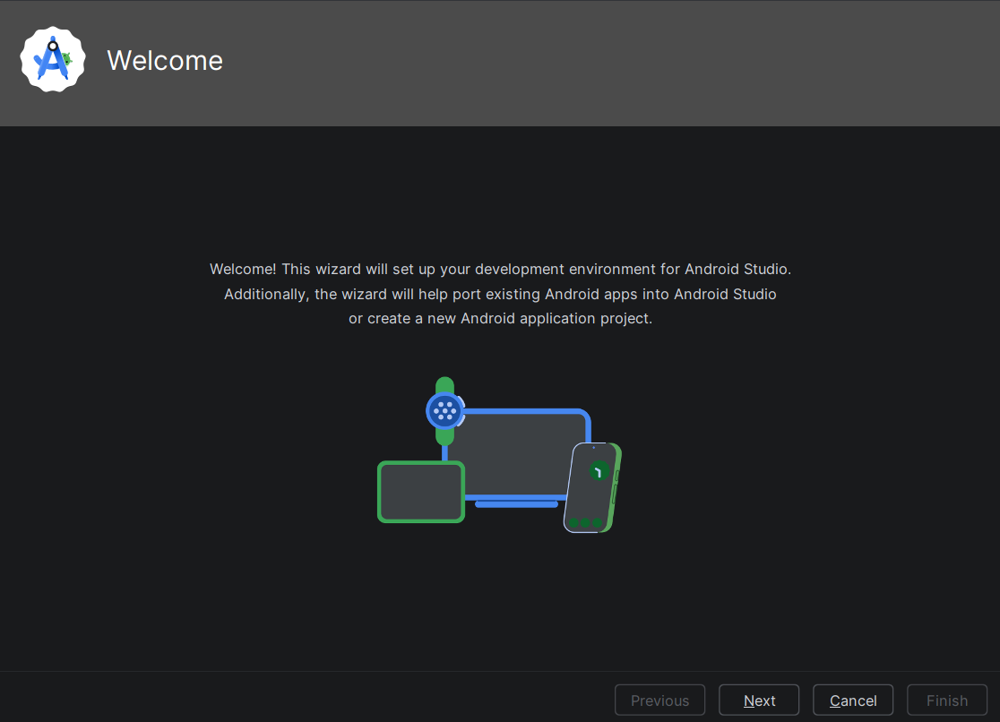 Welcome
Welcome! This wizard will set up your development environment for Android Studio.
Additionally, the wizard will help port existing Android apps into Android Studio
or create a new Android application project.
Previous
Next
Cancel
Finish